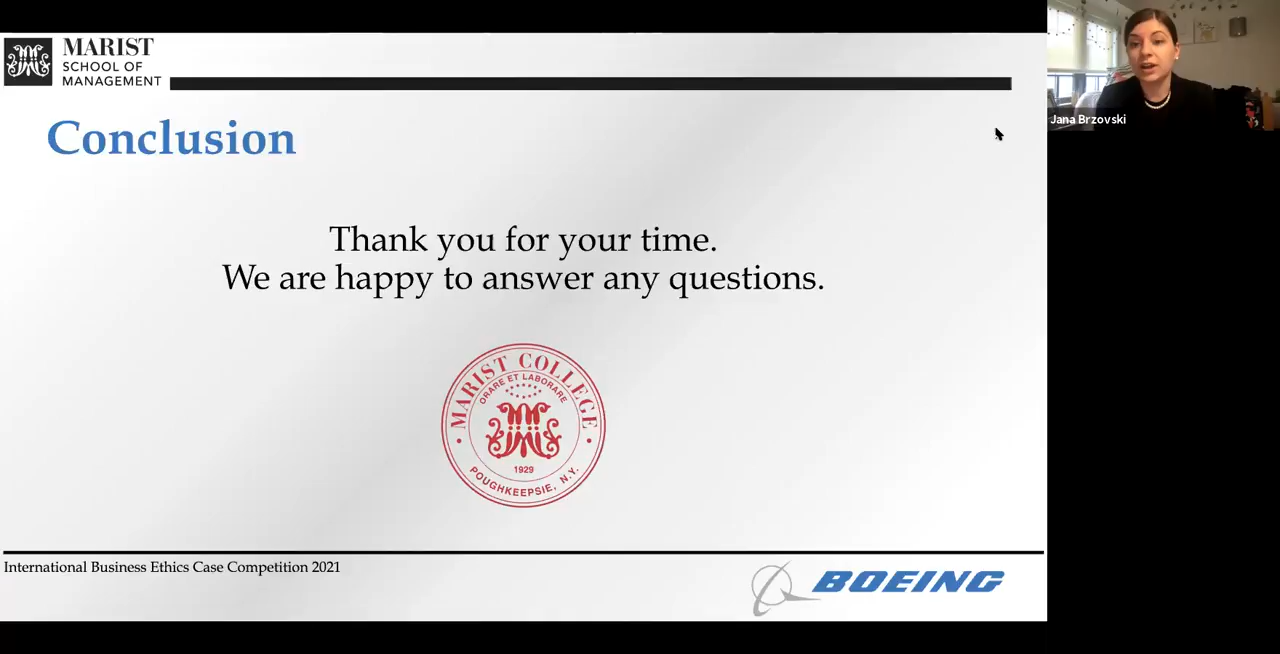 MARIST
SCHOOL OF
MANAGEMENT
Jana Brzovski
Conclusion
Thank you for your time.
We are happy to answer any questions.
MARIST COLLEGE
ORARE ET LABORARE
1929
POUGHKEEPSIE, N.Y.
International Business Ethics Case Competition 2021
BOEING